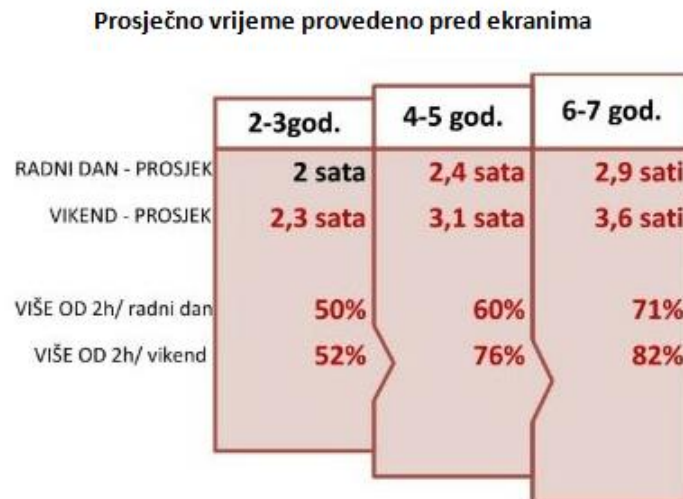 Prosječno vrijeme provedeno pred ekranima
2-3god. 4-5 god. 6-7 god.
RADNI DAN - PROSJEK 2 sata 2,4 sata 2,9 sati
VIKEND - PROSJEK 2,3 sata 3,1 sata 3,6 sati
VIŠE OD 2h/ radni dan 50% 60% 71%
VIŠE OD 2h/ vikend 52% 76% 82%